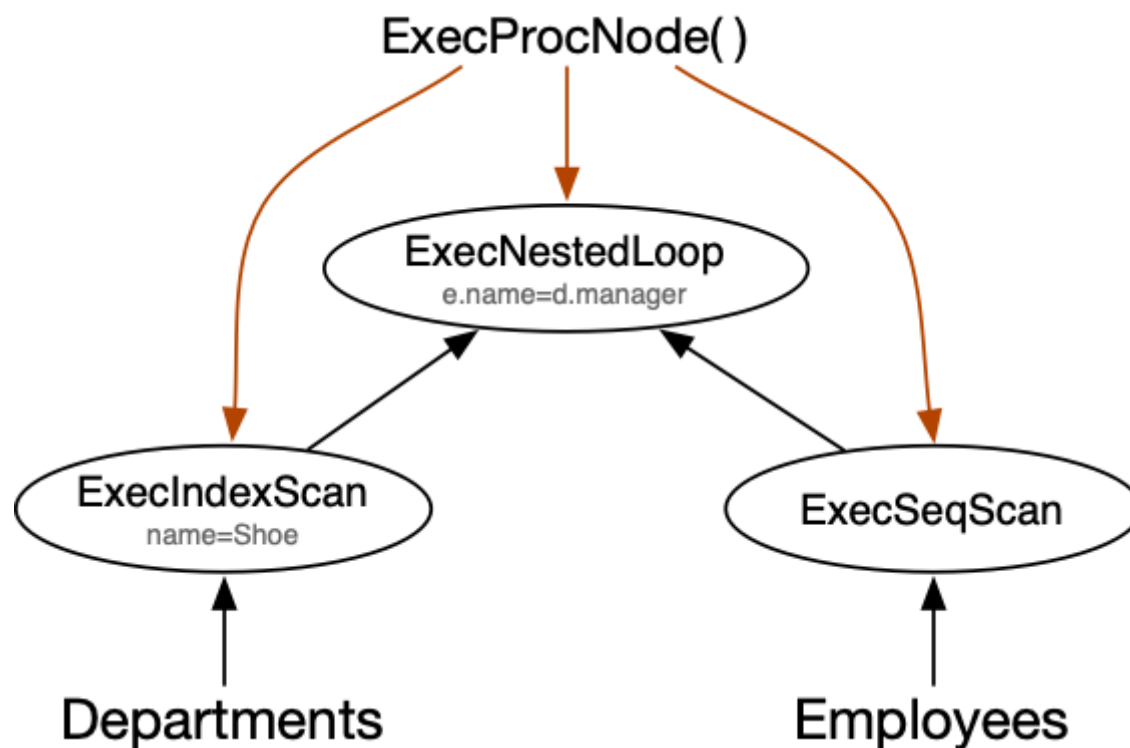 ExecProcNode()
ExecNestedLoop
e.name=d.manager
ExecIndexScan
name=Shoe
ExecSeqScan
Departments
Employees